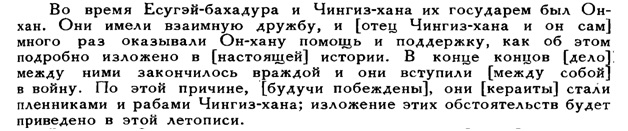 Во время Есугэй-бахадура и Чингиз-хана их государем был Он-
хан. Они имели взаимную дружбу, и [отец Чингиз-хана и он сам]
много раз оказывали Он-хану помощь и поддержку, как об этом
подробно изложено в [настоящей] истории. В конце концов [дело]
между ними закончилось враждой и они вступили [между собой]
в войну. По этой причине, [будучи побеждены], они [кераиты] стали
пленниками и рабами Чингиз-хана; изложение этих обстоятельств будет
приведено в этой летописи.